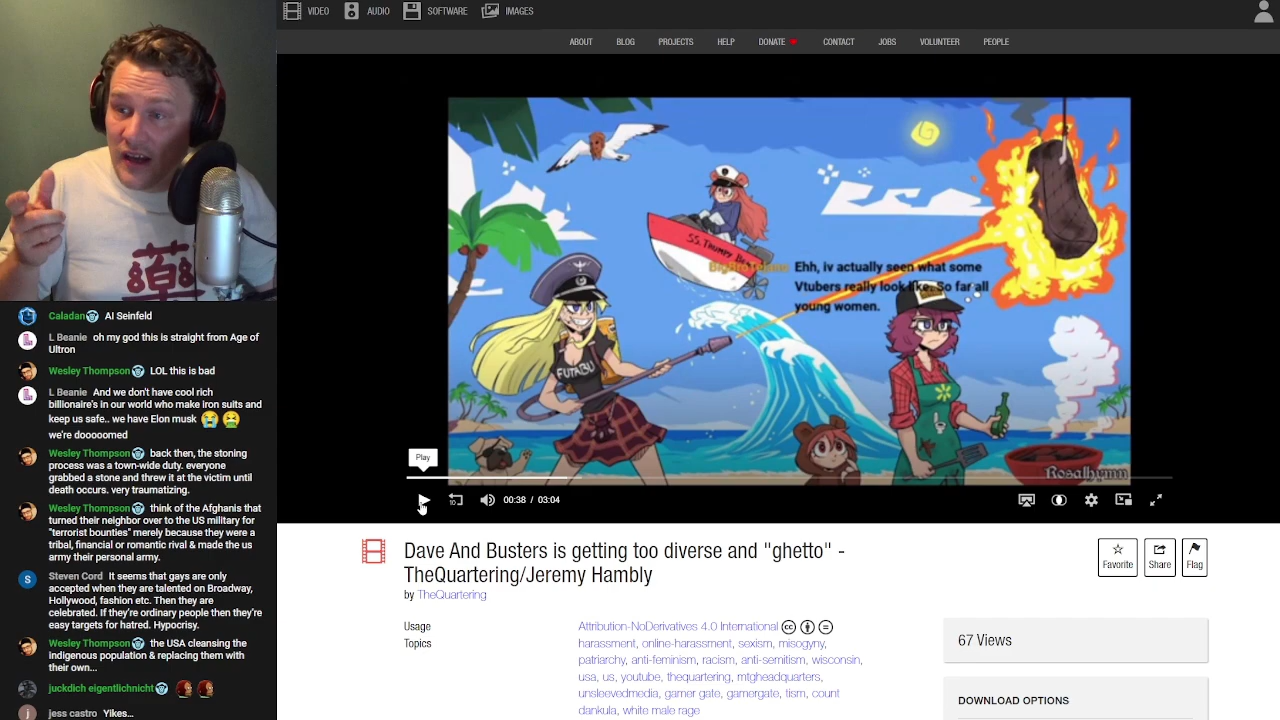 VIDEO AUDIO SOFTWARE IMAGES
ABOUT BLOG PROJECTS HELP DONATE CONTACT JOBS VOLUNTEER PEOPLE
薬
Caladan AI Seinfeld
L Beanie oh my god this is straight from Age of
Ultron
Wesley Thompson LOL this is bad
L Beanie And we don't have cool rich
billionaire's in our world who make iron suits and
keep us safe.. we have Elon musk 😭🤮
we're dooooomed
Wesley Thompson back then, the stoning
process was a town-wide duty. everyone
grabbed a stone and threw it at the victim until
death occurs. very traumatizing.
Wesley Thompson think of the Afghanis that
turned their neighbor over to the US military for
"terrorist bounties" merely because they were a
tribal, financial or romantic rival & made the us
army their personal army.
Steven Cord It seems that gays are only
accepted when they are talented on Broadway,
Hollywood, fashion etc. Then they are
celebrated. If they're ordinary people then they're
easy targets for hatred. Hypocrisy.
Wesley Thompson the USA cleansing the
indigenous population & replacing them with
their own...
juckdich eigentlichnicht
jess castro Yikes...
S
SS. THUMPY
Ehh, iv actually seen what some
Vtubers really look like. So far all
young women.
FUTABU
Rosalhymn
Play
10
00:38 / 03:04
Dave And Busters is getting too diverse and "ghetto" -
TheQuartering/Jeremy Hambly
by TheQuartering
Favorite Share Flag
Usage Attribution-NoDerivatives 4.0 International
Topics harassment, online-harassment, sexism, misogyny,
patriarchy, anti-feminism, racism, anti-semitism, wisconsin,
usa, us, youtube, thequartering, mtgheadquarters,
unsleevedmedia, gamer gate, gamergate, tism, count
dankula, white male rage
67 Views
DOWNLOAD OPTIONS